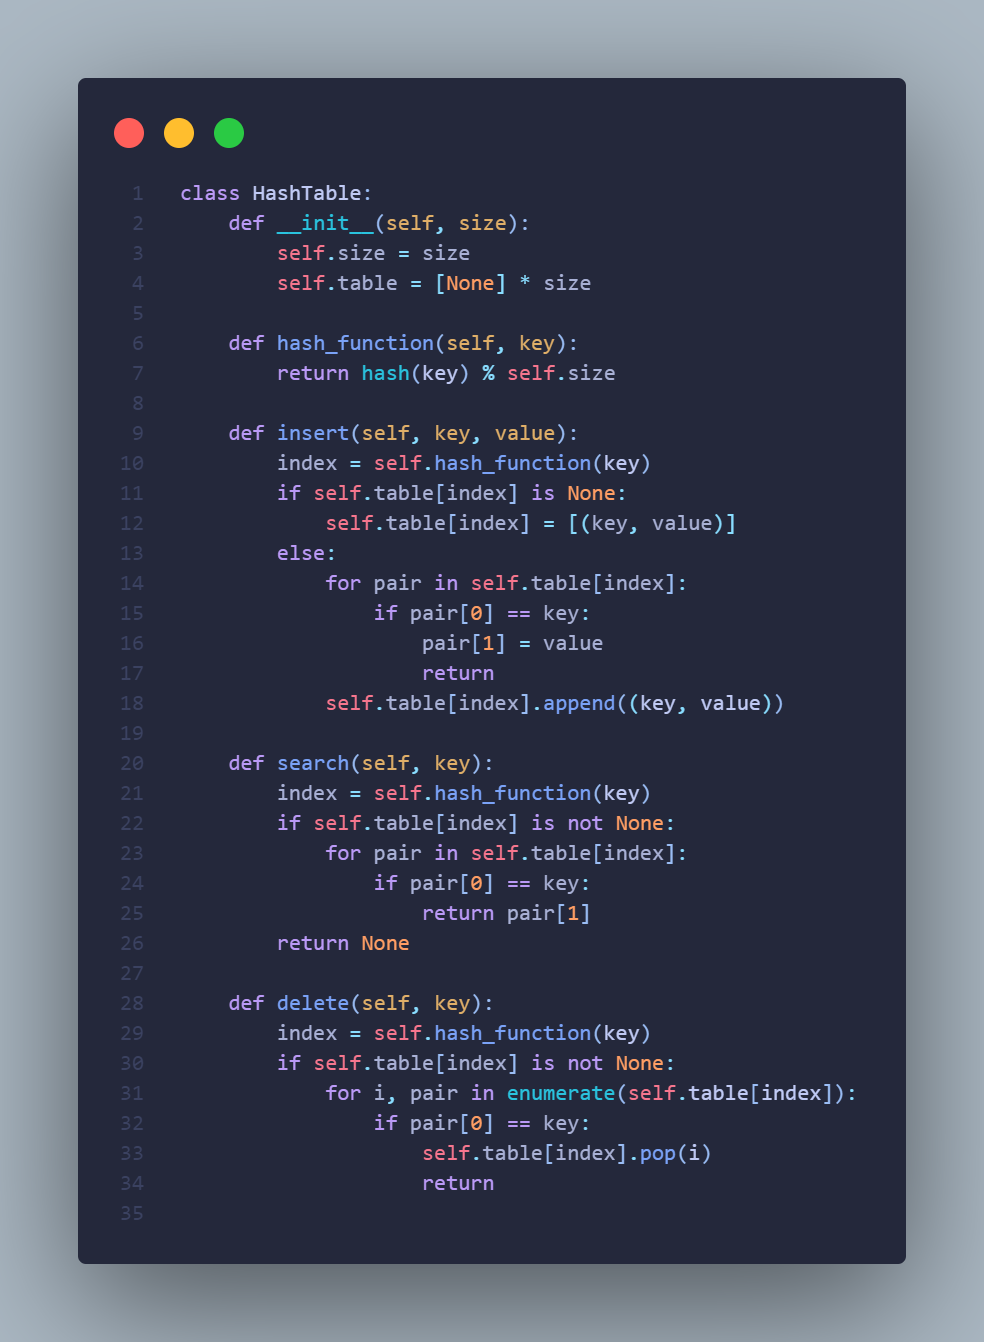 1 class HashTable:
2     def __init__(self, size):
3         self.size = size
4         self.table = [None] * size
5
6     def hash_function(self, key):
7         return hash(key) % self.size
8
9     def insert(self, key, value):
10         index = self.hash_function(key)
11         if self.table[index] is None:
12             self.table[index] = [(key, value)]
13         else:
14             for pair in self.table[index]:
15                 if pair[0] == key:
16                     pair[1] = value
17                     return
18             self.table[index].append((key, value))
19
20     def search(self, key):
21         index = self.hash_function(key)
22         if self.table[index] is not None:
23             for pair in self.table[index]:
24                 if pair[0] == key:
25                     return pair[1]
26         return None
27
28     def delete(self, key):
29         index = self.hash_function(key)
30         if self.table[index] is not None:
31             for i, pair in enumerate(self.table[index]):
32                 if pair[0] == key:
33                     self.table[index].pop(i)
34                     return
35